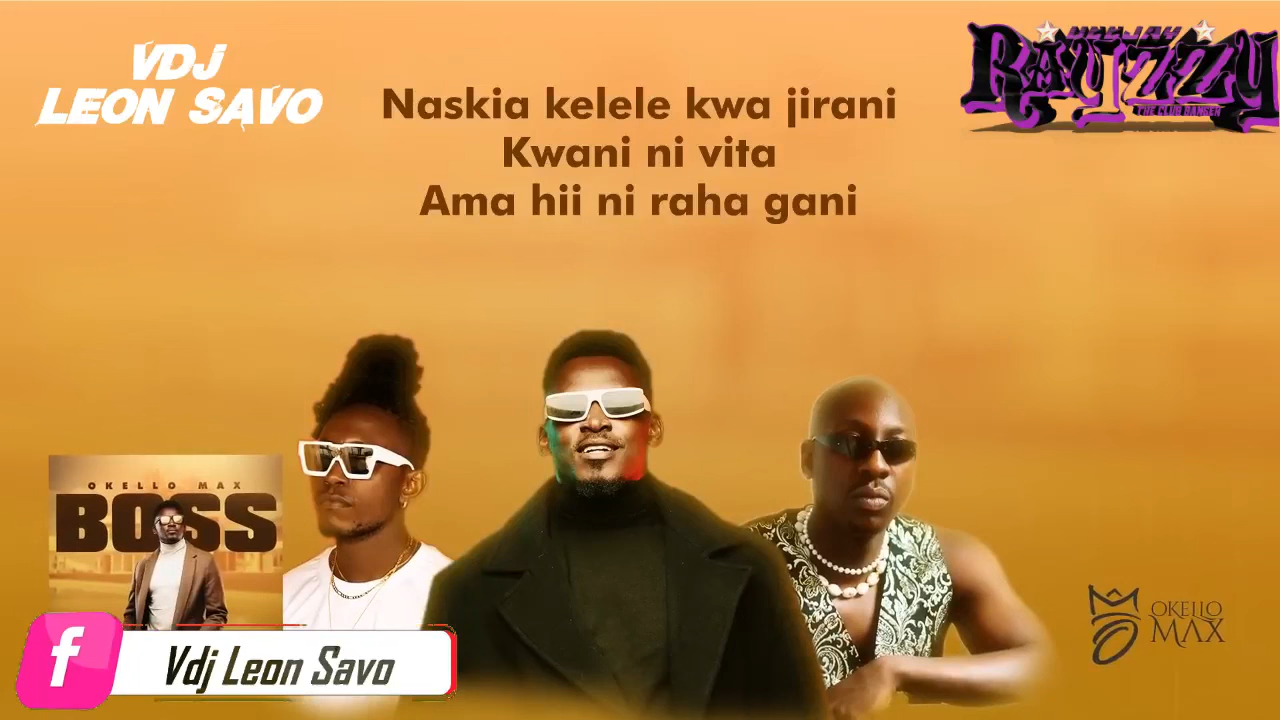 VDJ
LEON SAVO
DEEJAY
RAYZZY
THE CLUB BANGER
Naskia kelele kwa jirani
Kwani ni vita
Ama hii ni raha gani
OKELLO MAX
BOSS
f
Vdj Leon Savo
OKELLO
MAX